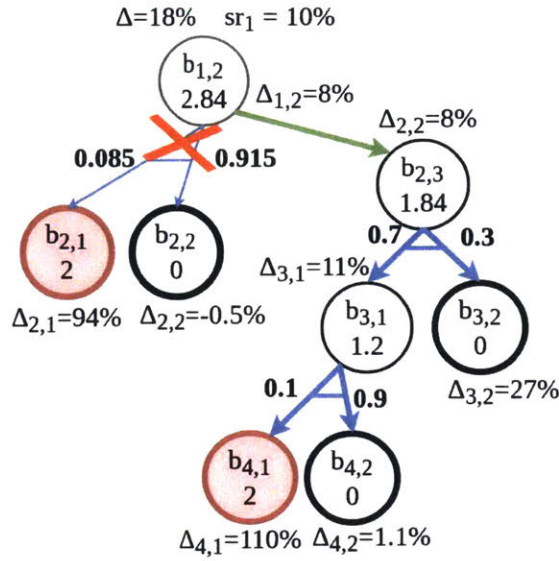 Δ=18% sr1 = 10%
b1,2
2.84
Δ1,2=8%
Δ2,2=8%
0.085
0.915
b2,3
1.84
b2,1
2
b2,2
0
0.7
0.3
Δ3,1=11%
Δ2,1=94%
Δ2,2=-0.5%
b3,1
1.2
b3,2
0
Δ3,2=27%
0.1
0.9
b4,1
2
b4,2
0
Δ4,1=110%
Δ4,2=1.1%